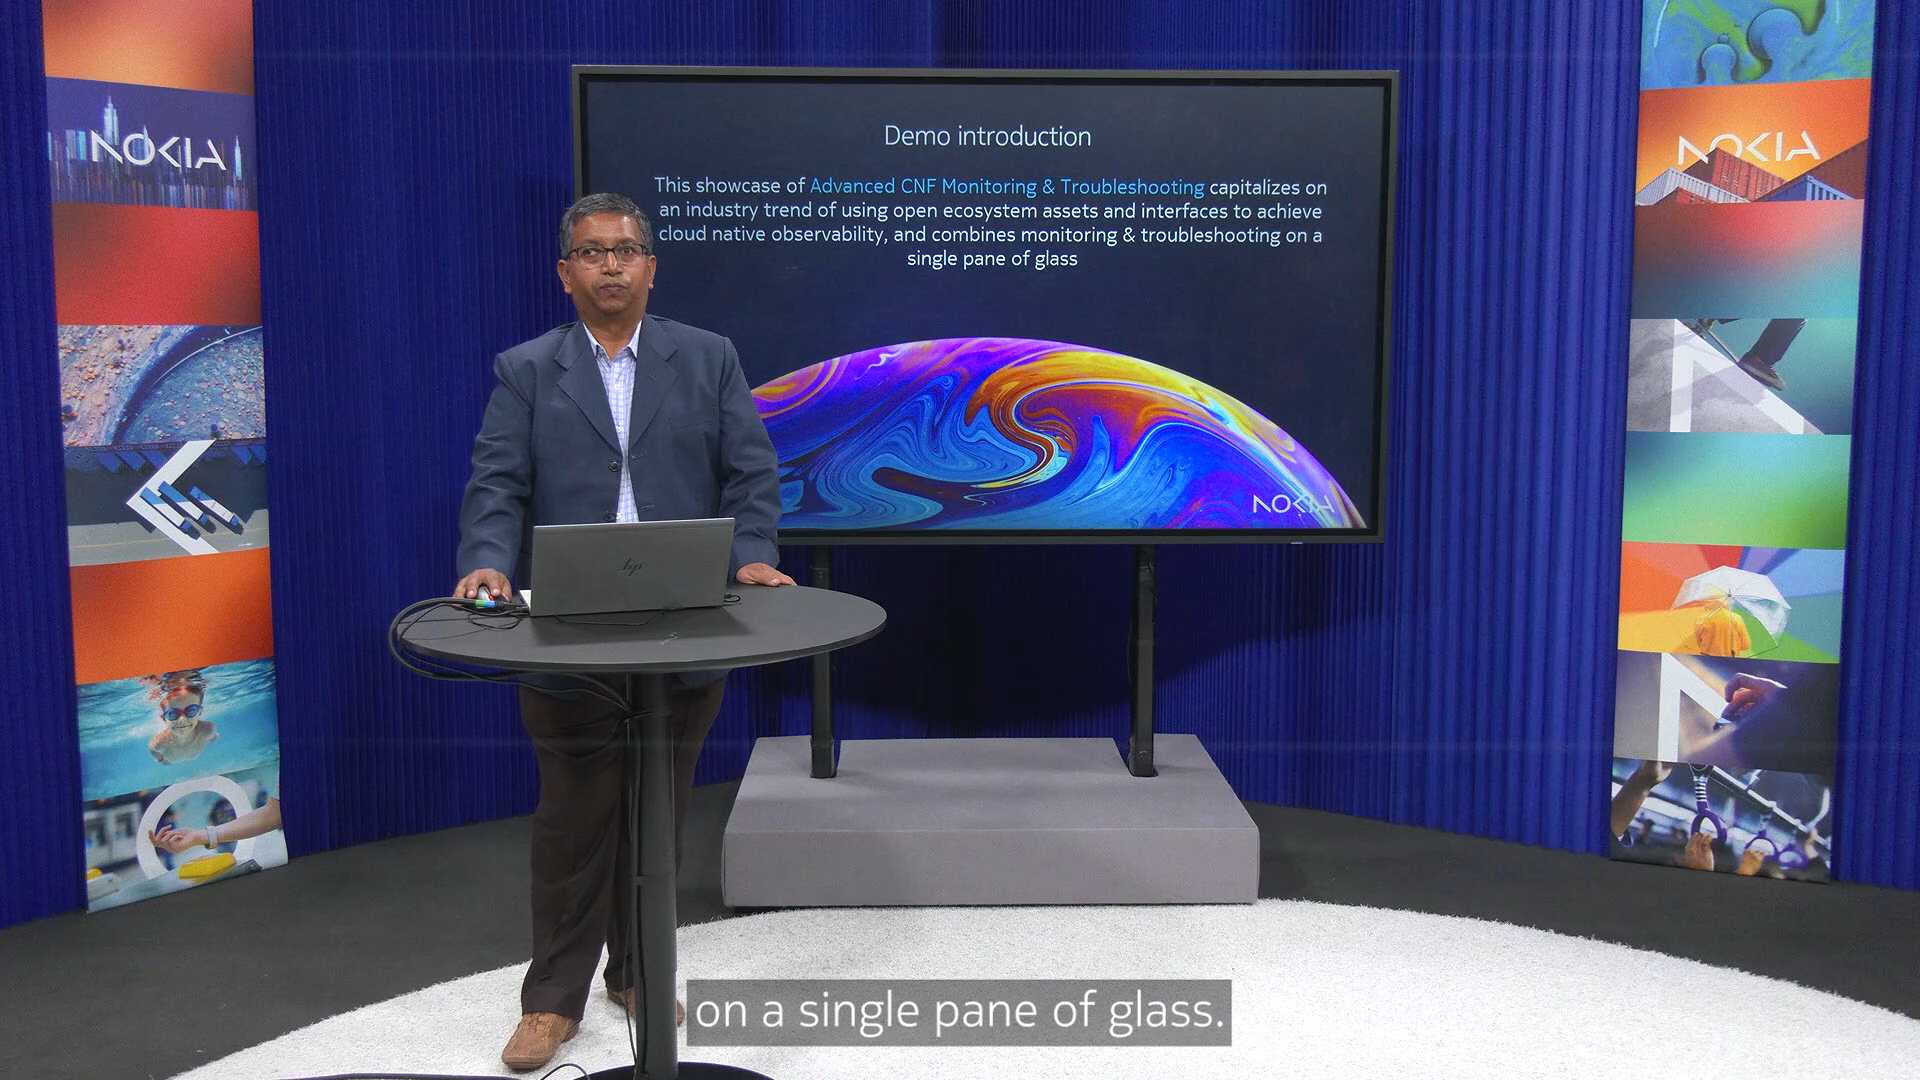 NOKIA
Demo introduction
This showcase of Advanced CNF Monitoring & Troubleshooting capitalizes on
an industry trend of using open ecosystem assets and interfaces to achieve
cloud native observability, and combines monitoring & troubleshooting on a
single pane of glass
NOKIA
NOKIA
hp
on a single pane of glass.